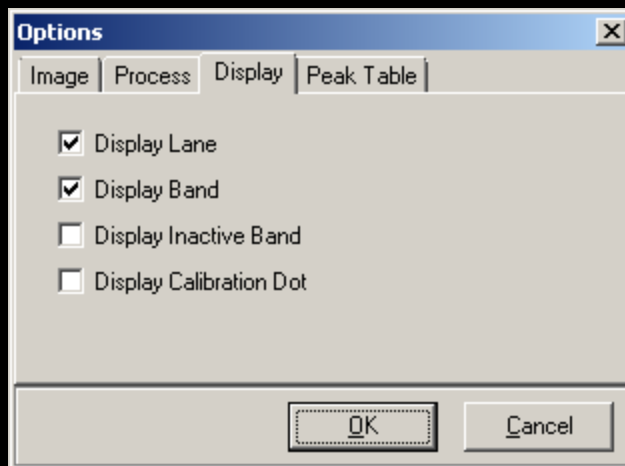 Options
Image Process Display Peak Table
Display Lane
Display Band
Display Inactive Band
Display Calibration Dot
OK Cancel